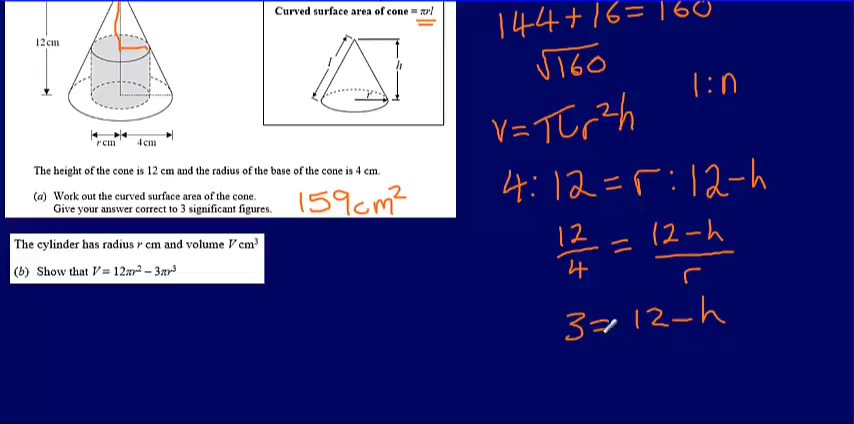 Curved surface area of cone = πrl
12 cm
l
h
r
r cm
4 cm
The height of the cone is 12 cm and the radius of the base of the cone is 4 cm.
(a) Work out the curved surface area of the cone.
Give your answer correct to 3 significant figures.
159cm²
The cylinder has radius r cm and volume V cm³
(b) Show that V = 12πr² – 3πr³
144+16=160
√160
1:n
V=πr²h
4:12=r:12-h
12/4 = 12-h/r
3= 12-h